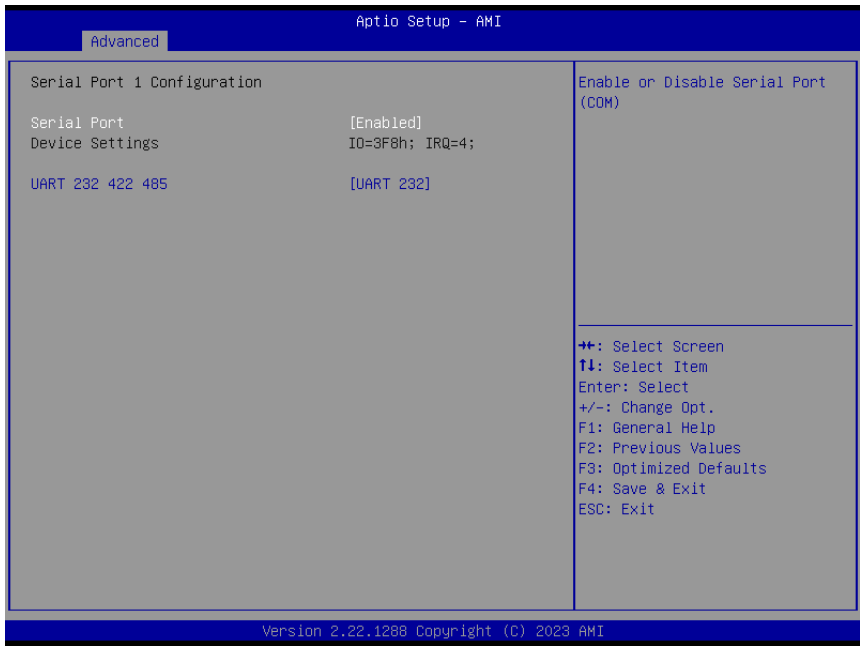 Aptio Setup – AMI
Advanced
Serial Port 1 Configuration
Serial Port [Enabled]
Device Settings IO=3F8h; IRQ=4;
UART 232 422 485 [UART 232]
Enable or Disable Serial Port
(COM)
→←: Select Screen
↑↓: Select Item
Enter: Select
+/-: Change Opt.
F1: General Help
F2: Previous Values
F3: Optimized Defaults
F4: Save & Exit
ESC: Exit
Version 2.22.1288 Copyright (C) 2023 AMI